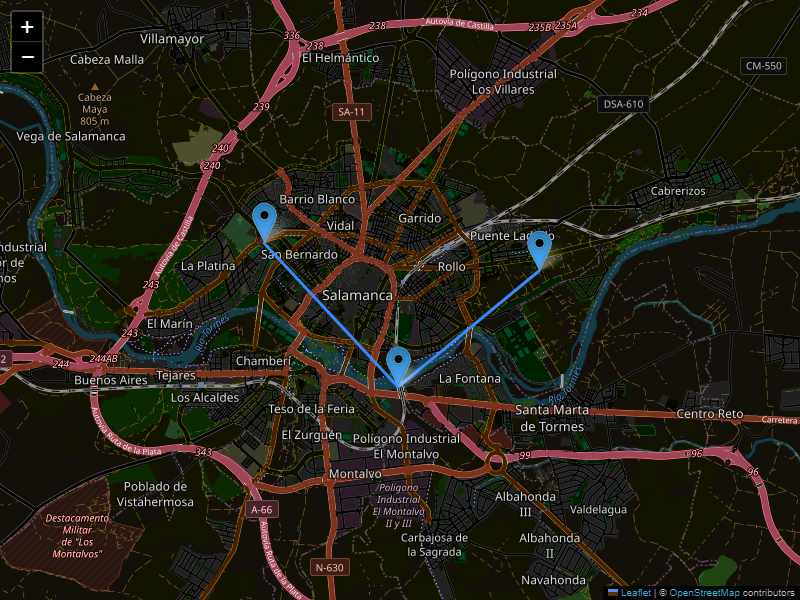 +
−
Villamayor
Cabeza Malla
Cabeza
Maya
805 m
Vega de Salamanca
336
238
238
Autovía de Castilla
235B
235A
234
El Helmántico
Polígono Industrial
Los Villares
CM-550
DSA-610
SA-11
239
240
240
Cabrerizos
Barrio Blanco
Garrido
Vidal
Autovía de Castilla
San Bernardo
La Platina
Rollo
Salamanca
243
243
El Marín
Río Tormes
2
244
244AB
Chamberí
Buenos Aires
Tejares
Los Alcaldes
La Fontana
Río Tormes
Teso de la Feria
Santa Marta
de Tormes
Centro Reto
Carretera
El Zurguén
Polígono Industrial
El Montalvo
Autovía Ruta de la Plata
343
99
96
96
Montalvo
Poblado de
Vistahermosa
Polígono
Industrial
El Montalvo
II y III
Albahonda
III
Valdelagua
A-66
Destacamento
Militar
de "Los
Montalvos"
Carbajosa de
la Sagrada
Albahonda
II
Autovía Ruta de la Plata
N-630
Navahonda
Leaflet | © OpenStreetMap contributors